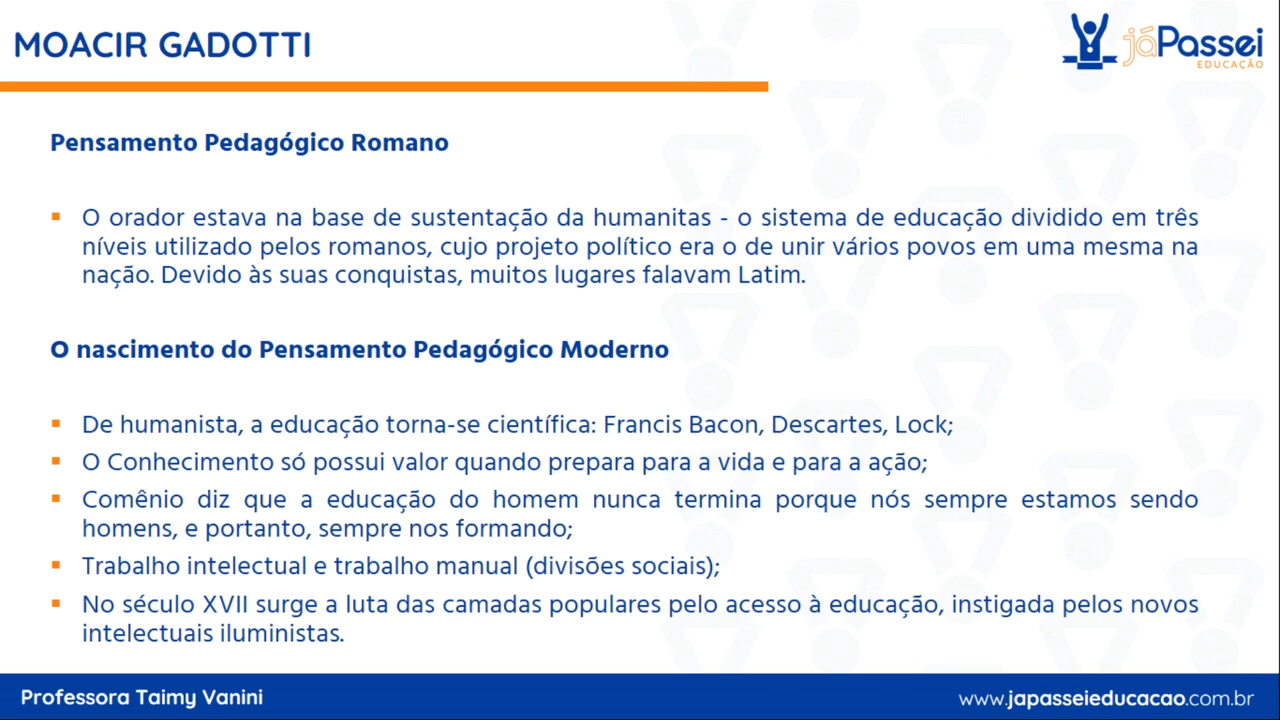 MOACIR GADOTTI
jáPassei
EDUCAÇÃO
Pensamento Pedagógico Romano
▪ O orador estava na base de sustentação da humanitas - o sistema de educação dividido em três
níveis utilizado pelos romanos, cujo projeto político era o de unir vários povos em uma mesma na
nação. Devido às suas conquistas, muitos lugares falavam Latim.
O nascimento do Pensamento Pedagógico Moderno
▪ De humanista, a educação torna-se científica: Francis Bacon, Descartes, Lock;
▪ O Conhecimento só possui valor quando prepara para a vida e para a ação;
▪ Comênio diz que a educação do homem nunca termina porque nós sempre estamos sendo
homens, e portanto, sempre nos formando;
▪ Trabalho intelectual e trabalho manual (divisões sociais);
▪ No século XVII surge a luta das camadas populares pelo acesso à educação, instigada pelos novos
intelectuais iluministas.
Professora Taimy Vanini
www.japasseieducacao.com.br